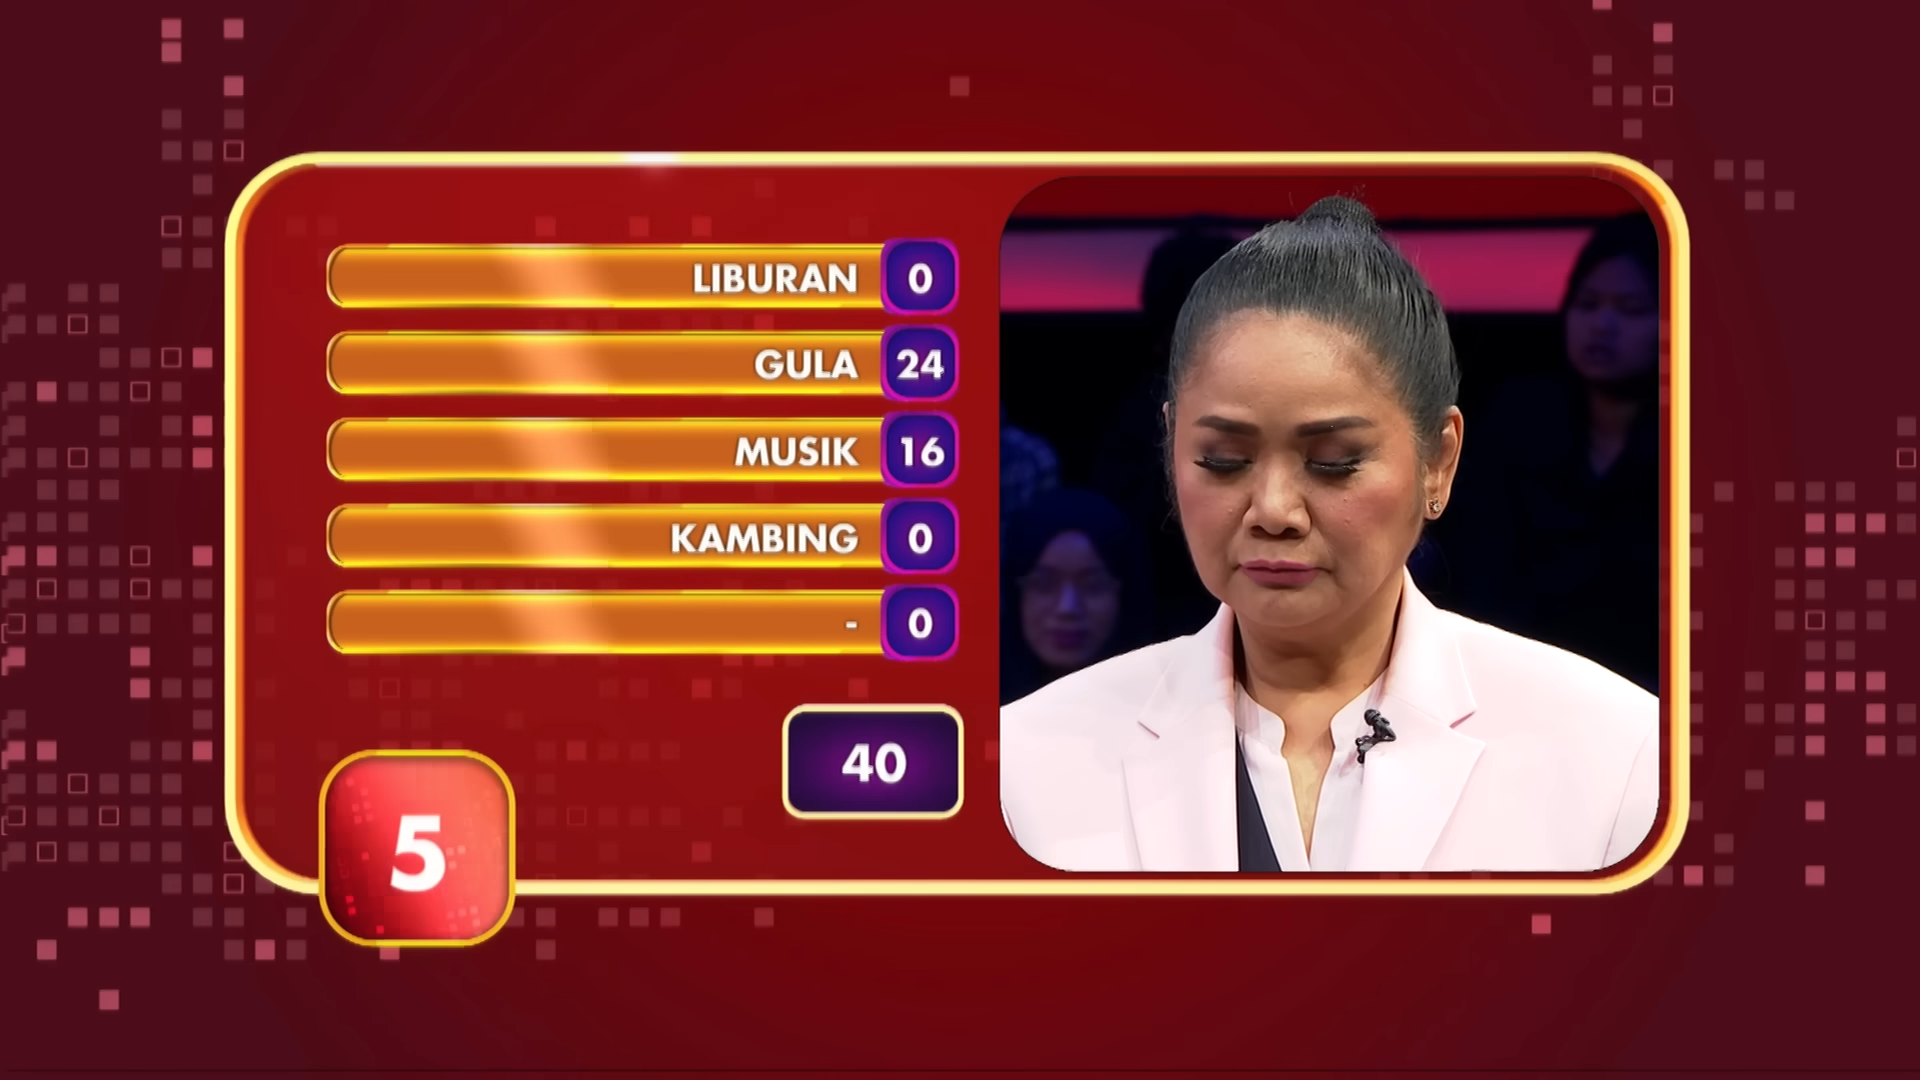 LIBURAN 0
GULA 24
MUSIK 16
KAMBING 0
- 0
40
5